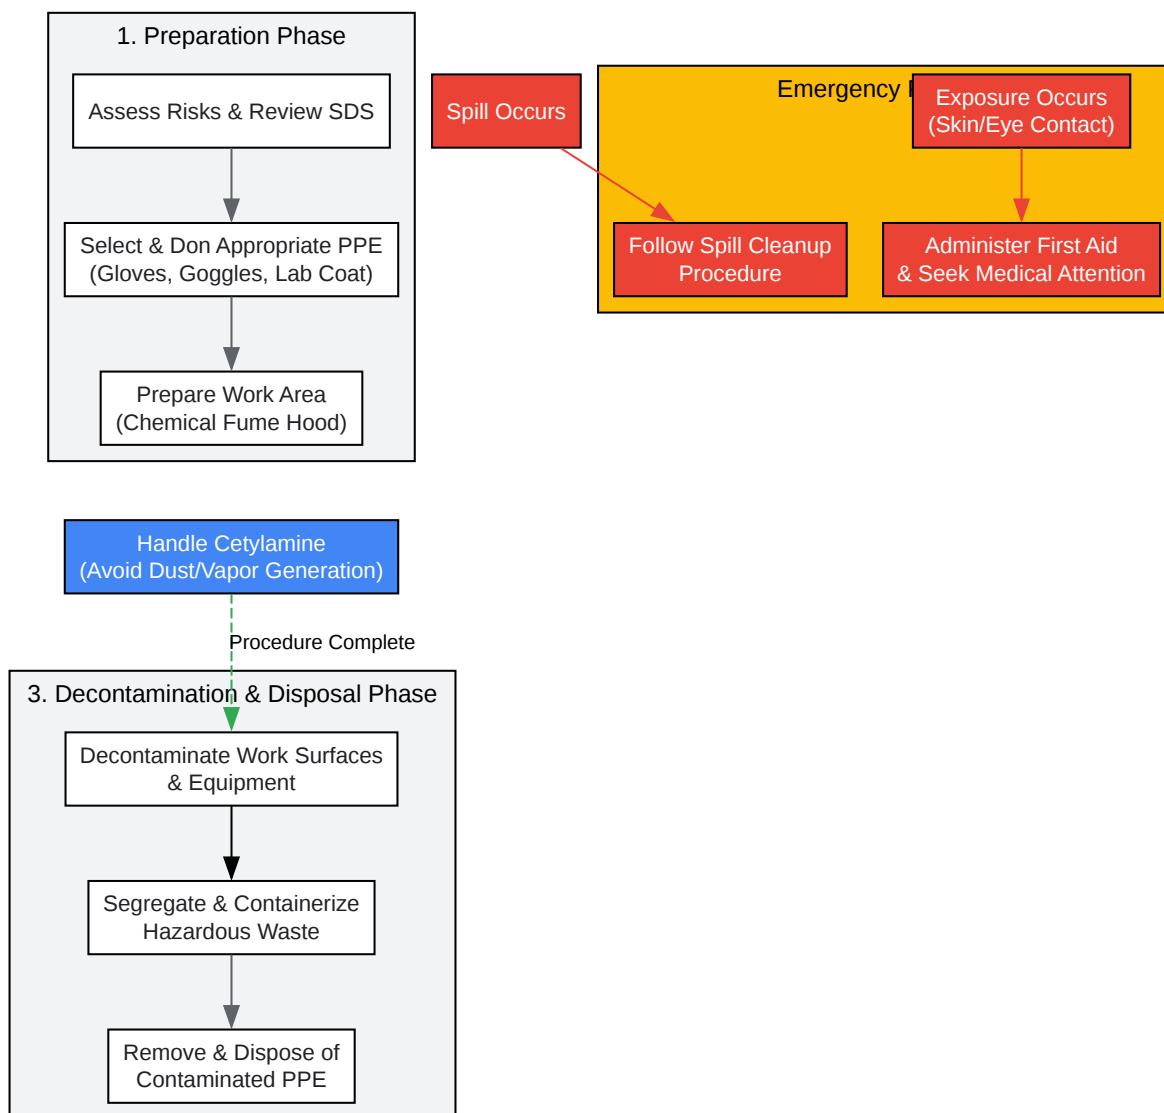 1. Preparation Phase
Assess Risks & Review SDS
Select & Don Appropriate PPE
(Gloves, Goggles, Lab Coat)
Prepare Work Area
(Chemical Fume Hood)
Spill Occurs
Emergency
Exposure Occurs
(Skin/Eye Contact)
Follow Spill Cleanup
Procedure
Administer First Aid
& Seek Medical Attention
Handle Cetylamine
(Avoid Dust/Vapor Generation)
Procedure Complete
3. Decontamination & Disposal Phase
Decontaminate Work Surfaces
& Equipment
Segregate & Containerize
Hazardous Waste
Remove & Dispose of
Contaminated PPE